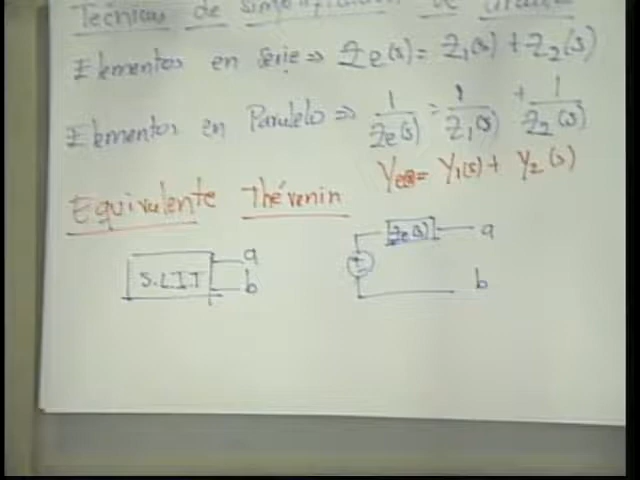 Técnicas de simplificación de
Elementos en Serie ⇒ Ze(s) = Z1(s) + Z2(s)
Elementos en Paralelo ⇒ 1/Ze(s) = 1/Z1(s) + 1/Z2(s)
Yeq = Y1(s) + Y2(s)
Equivalente Thévenin
S.L.I.T a b
+ - Ze(s) a b